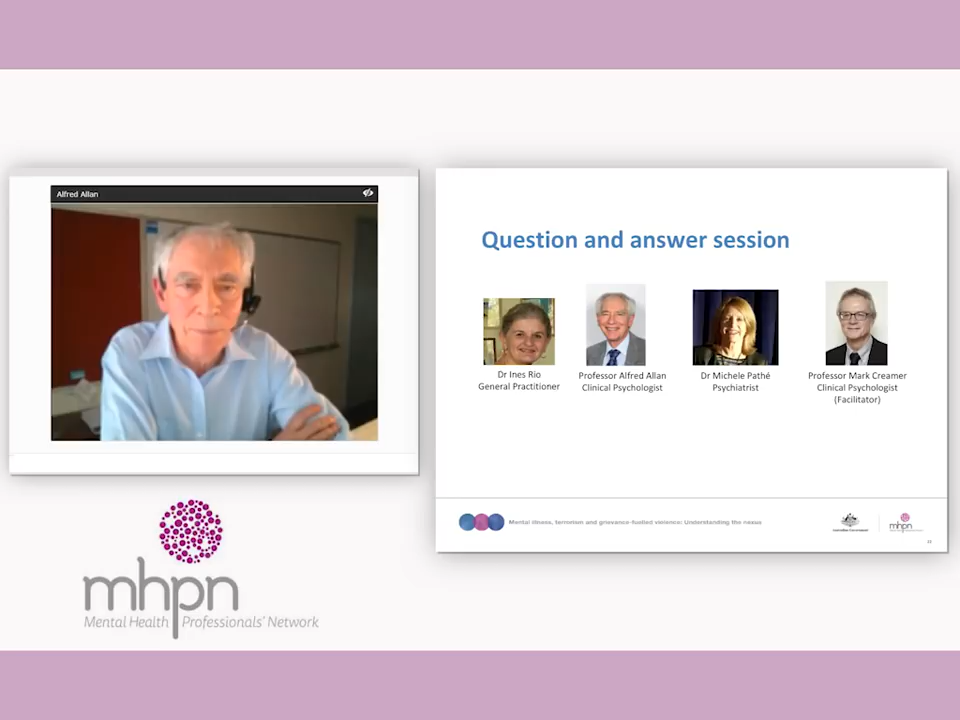 Alfred Allan
Question and answer session
Dr Ines Rio
General Practitioner
Professor Alfred Allan
Clinical Psychologist
Dr Michele Pathé
Psychiatrist
Professor Mark Creamer
Clinical Psychologist
(Facilitator)
Mental illness, terrorism and grievance-fuelled violence: Understanding the nexus
mhpn
mhpn
Mental Health Professionals' Network